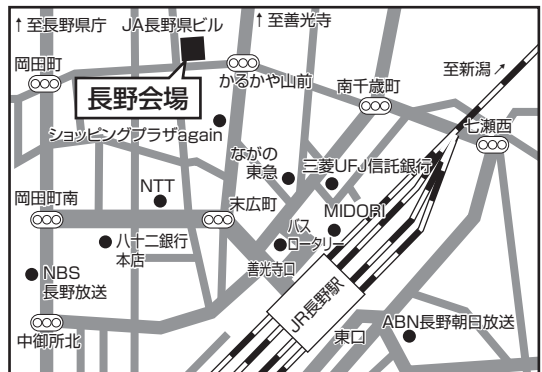 ↑至長野県庁
JA長野県ビル
↑至善光寺
岡田町
長野会場
かるかや山前
南千歳町
至新潟↗
ショッピングプラザagain
七瀬西
ながの
東急
三菱UFJ信託銀行
NTT
岡田町南
末広町
MIDORI
八十二銀行
本店
バス
ロータリー
善光寺口
NBS
長野放送
JR長野駅
中御所北
東口
ABN長野朝日放送